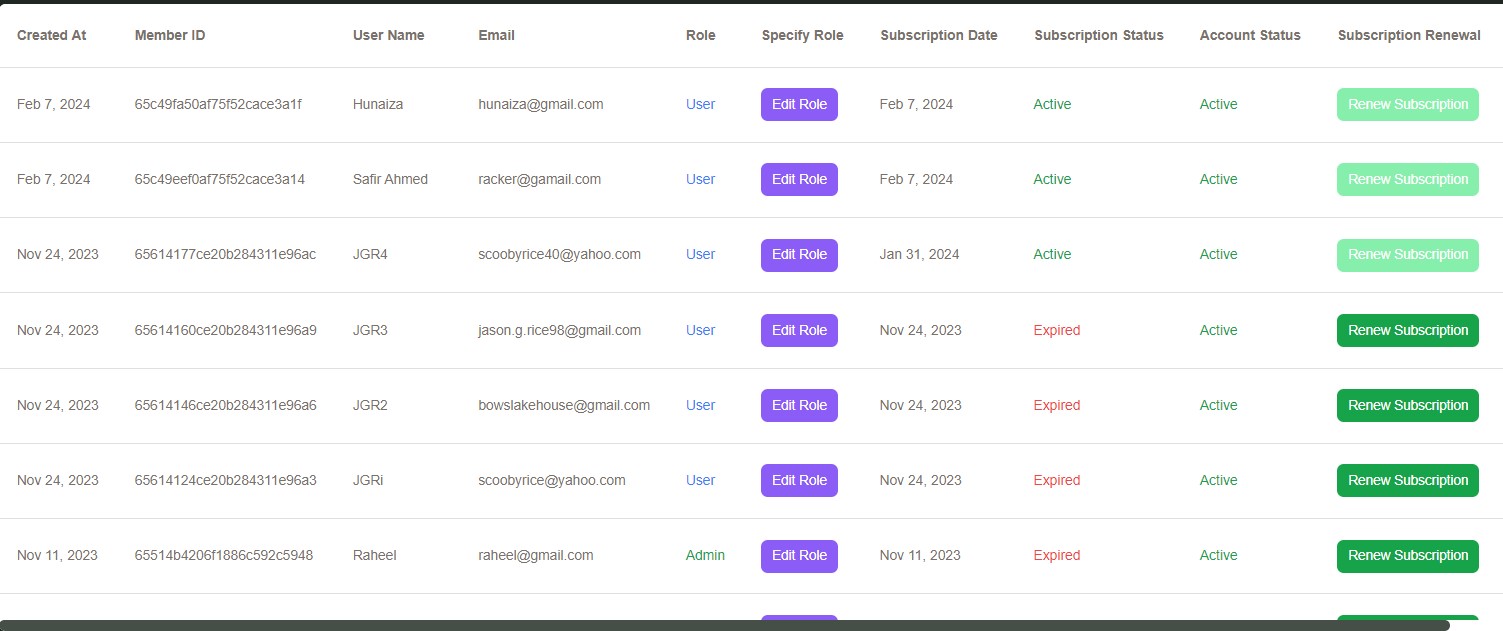 Created At Member ID User Name Email Role Specify Role Subscription Date Subscription Status Account Status Subscription Renewal
Feb 7, 2024 65c49fa50af75f52cace3a1f Hunaiza hunaiza@gmail.com User Edit Role Feb 7, 2024 Active Active Renew Subscription
Feb 7, 2024 65c49eef0af75f52cace3a14 Safir Ahmed racker@gamail.com User Edit Role Feb 7, 2024 Active Active Renew Subscription
Nov 24, 2023 65614177ce20b284311e96ac JGR4 scoobyrice40@yahoo.com User Edit Role Jan 31, 2024 Active Active Renew Subscription
Nov 24, 2023 65614160ce20b284311e96a9 JGR3 jason.g.rice98@gmail.com User Edit Role Nov 24, 2023 Expired Active Renew Subscription
Nov 24, 2023 65614146ce20b284311e96a6 JGR2 bowslakehouse@gmail.com User Edit Role Nov 24, 2023 Expired Active Renew Subscription
Nov 24, 2023 65614124ce20b284311e96a3 JGRi scoobyrice@yahoo.com User Edit Role Nov 24, 2023 Expired Active Renew Subscription
Nov 11, 2023 65514b4206f1886c592c5948 Raheel raheel@gmail.com Admin Edit Role Nov 11, 2023 Expired Active Renew Subscription